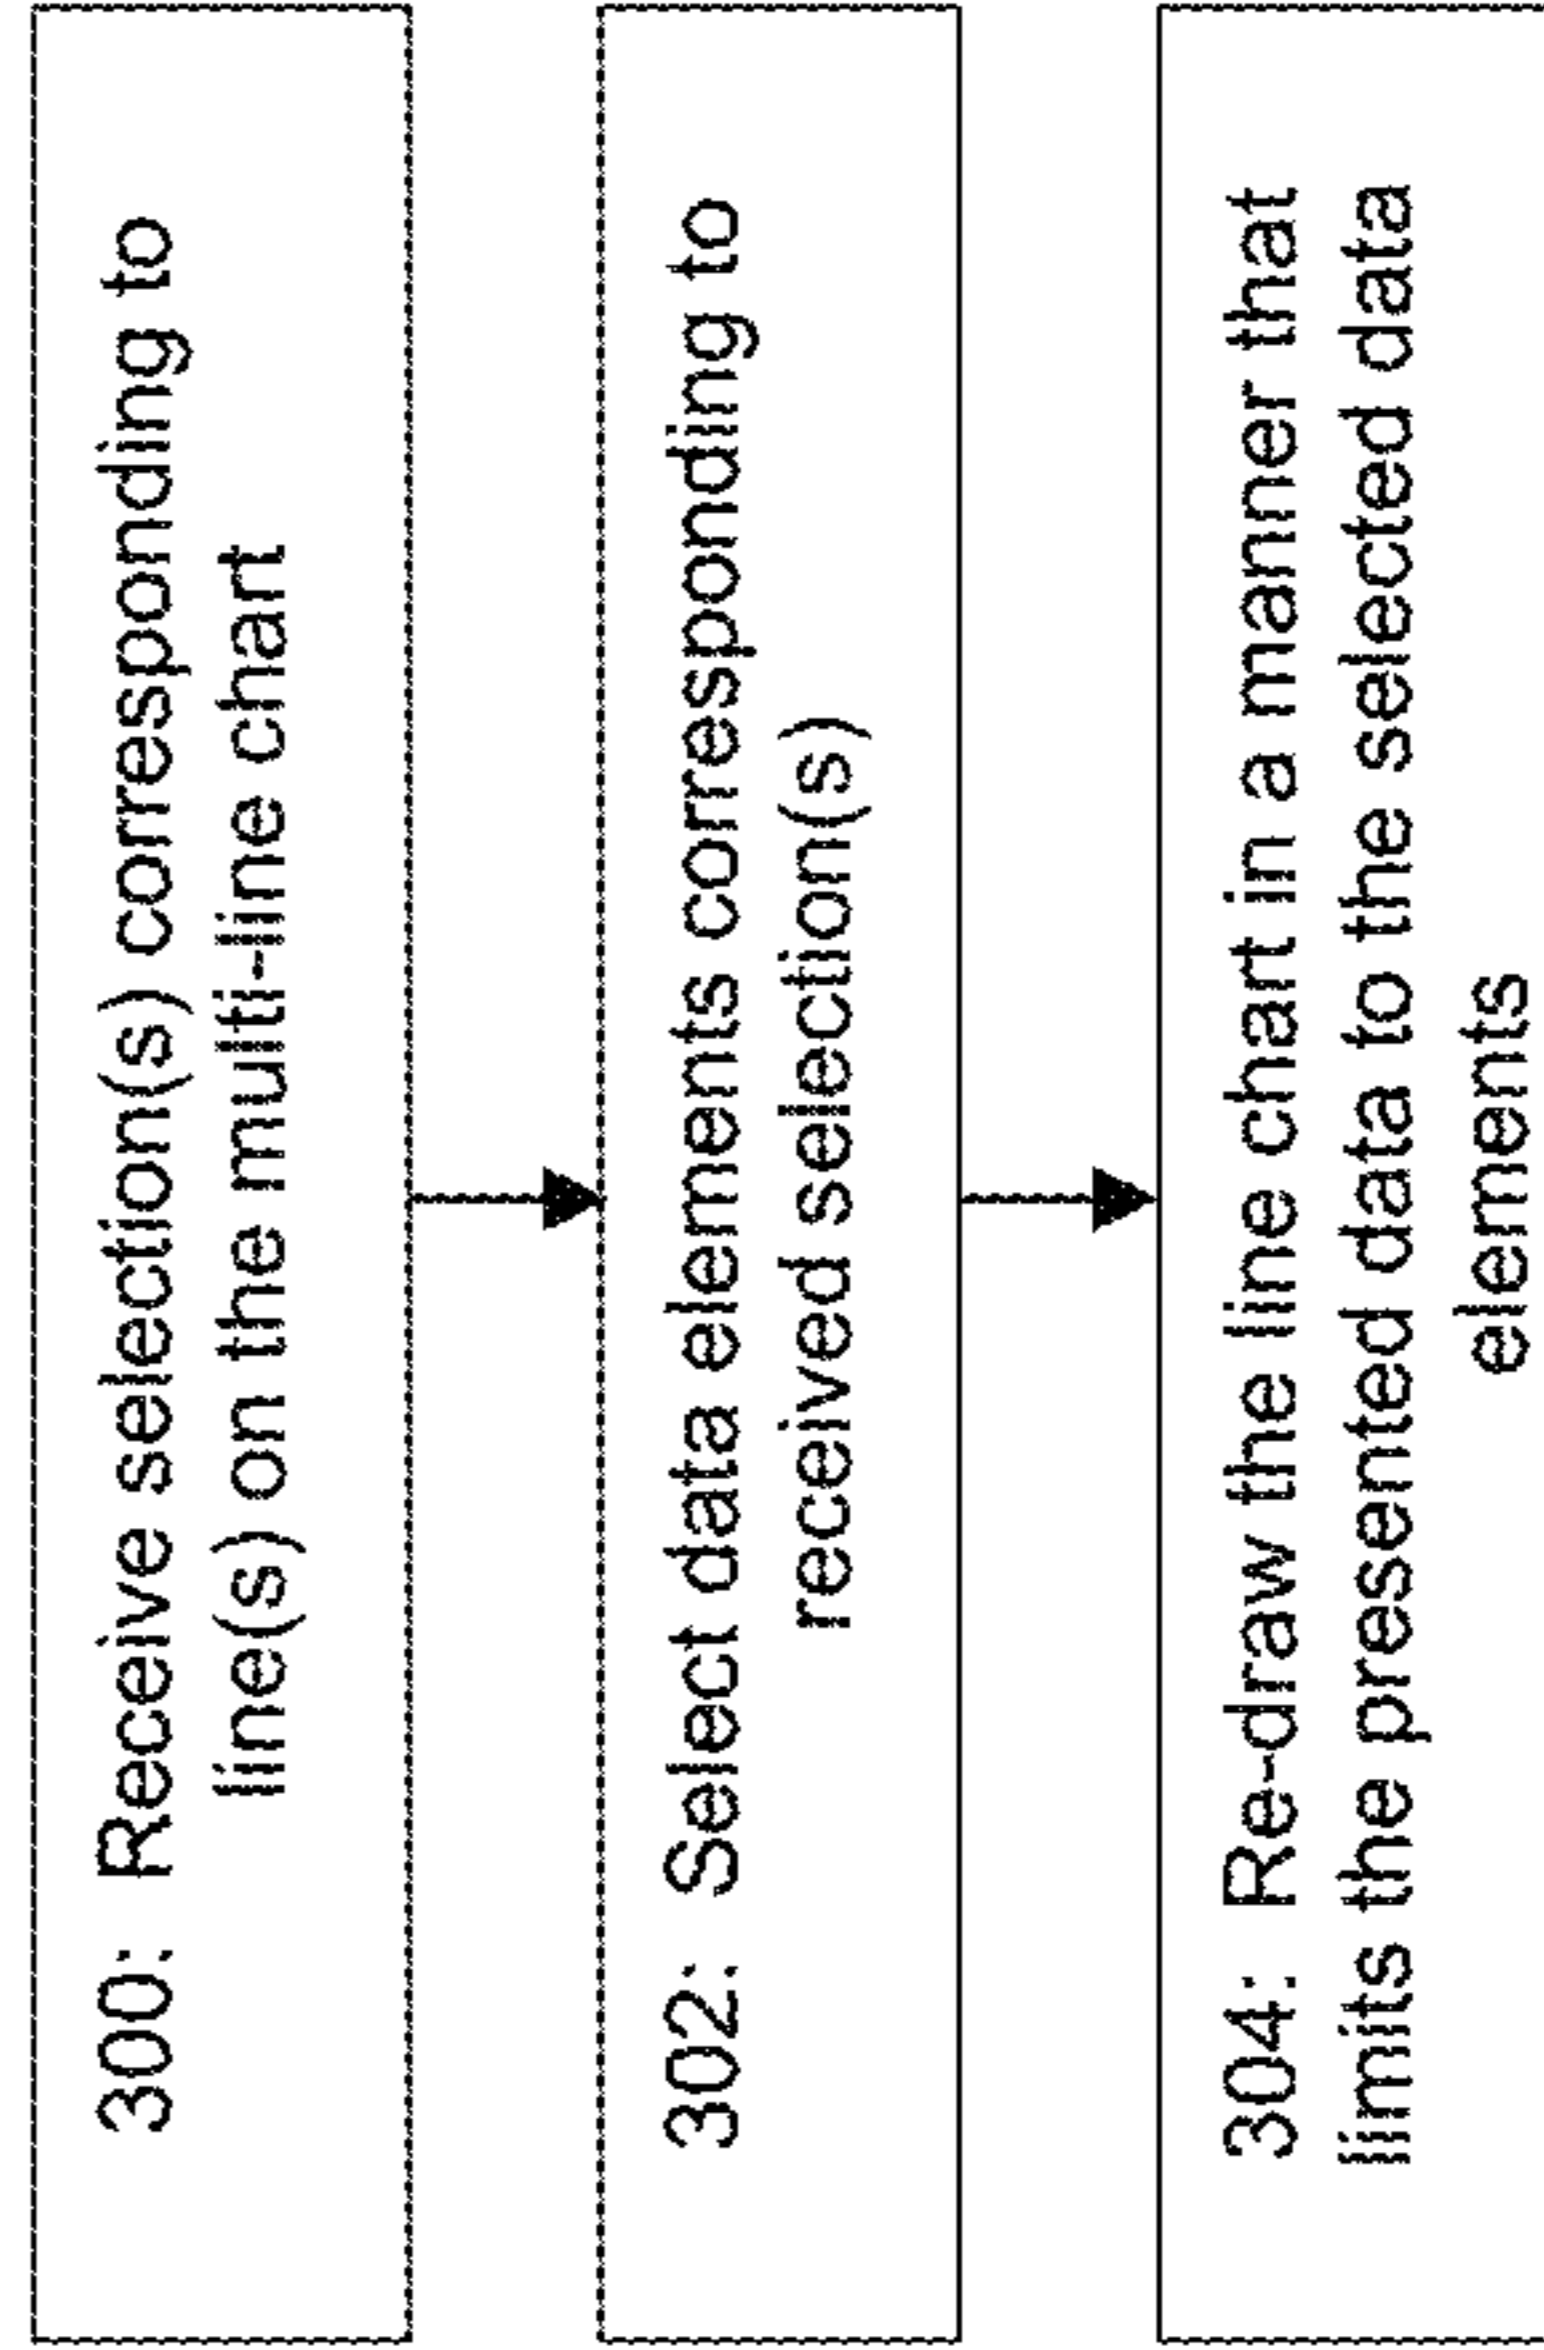 300: Receive selection(s) corresponding to
line(s) on the multi-line chart
302: Select data elements corresponding to
received selection(s)
304: Re-draw the line chart in a manner that
limits the presented data to the selected data
elements